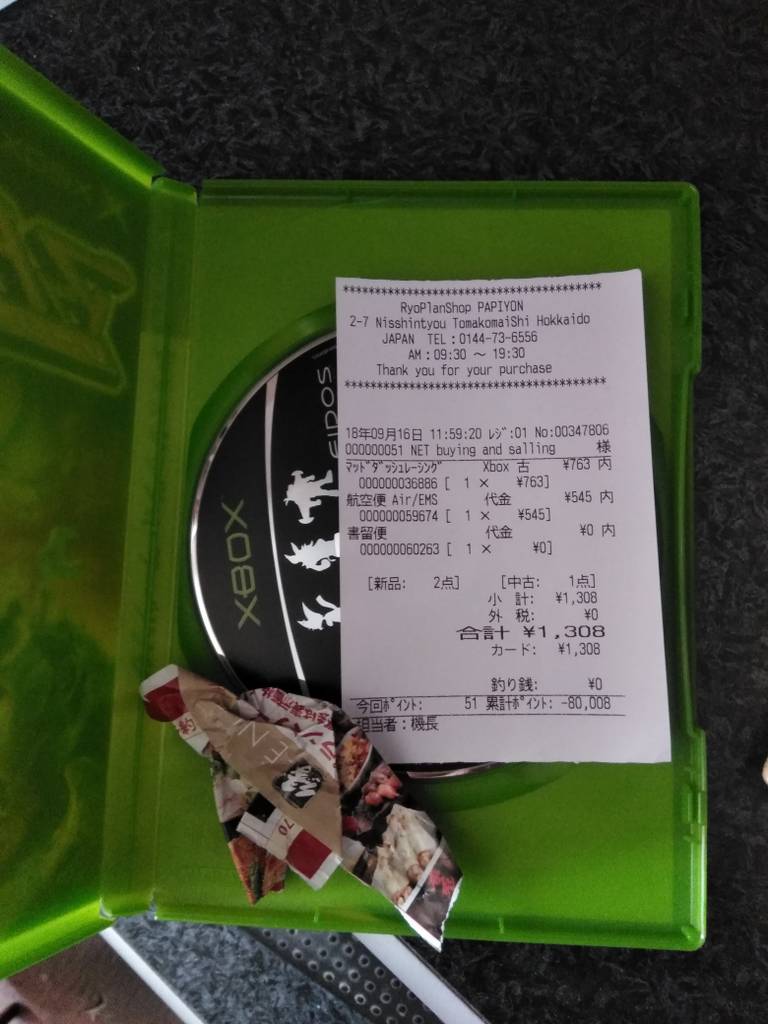 ****************************************
RyoPlanShop PAPIYON
2-7 Nisshintyou TomakomaiShi Hokkaido
JAPAN TEL：0144-73-6556
AM：09:30 ～ 19:30
Thank you for your purchase
****************************************
18年09月16日 11:59:20 ﾚｼﾞ:01 No:00347806
000000051 NET buying and salling 様
ﾏｯﾄﾞﾀﾞｯｼｭﾚｰｼﾝｸﾞ Xbox 古 ¥763 内
000000036886 [ 1 × ¥763]
航空便 Air/EMS 代金 ¥545 内
000000059674 [ 1 × ¥545]
書留便 代金 ¥0 内
000000060263 [ 1 × ¥0]
[新品: 2点] [中古: 1点]
小 計: ¥1,308
外 税: ¥0
合計 ¥1,308
カード: ¥1,308
釣り銭: ¥0
今回ﾎﾟｲﾝﾄ: 51 累計ﾎﾟｲﾝﾄ: -80,008
担当者：機長
XBOX
EIDOS
EN
70